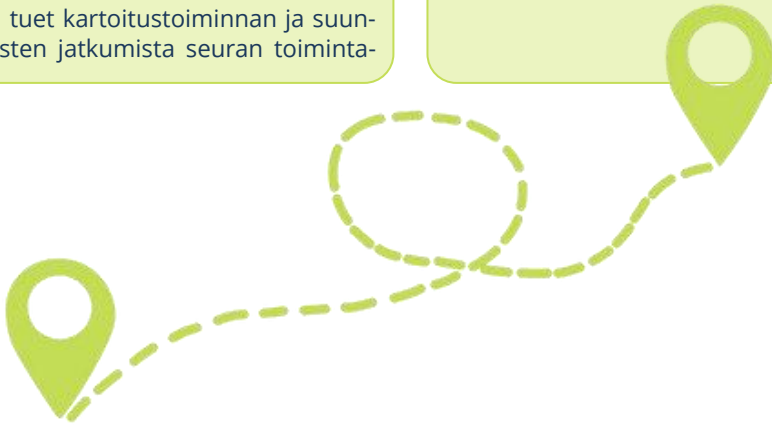 tuet kartoitustoiminnan ja suun-
sten jatkumista seuran toiminta-